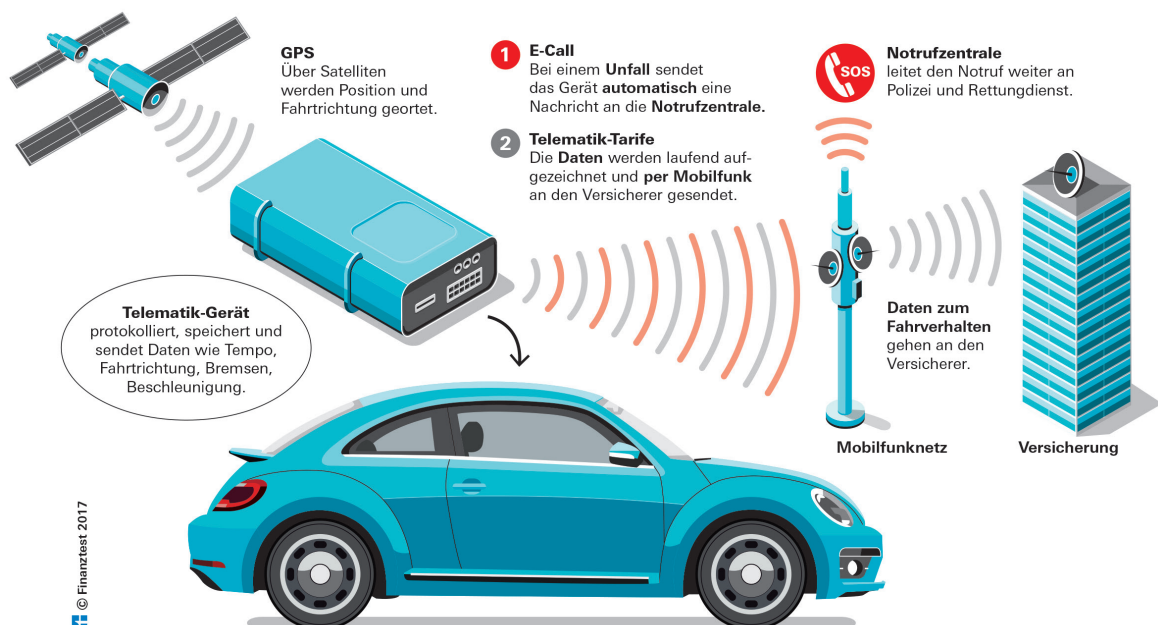 GPS
Über Satelliten
werden Position und
Fahrtrichtung geortet.
1 E-Call
Bei einem Unfall sendet
das Gerät automatisch eine
Nachricht an die Notrufzentrale.
2 Telematik-Tarife
Die Daten werden laufend auf-
gezeichnet und per Mobilfunk
an den Versicherer gesendet.
SOS
Notrufzentrale
leitet den Notruf weiter an
Polizei und Rettungdienst.
Telematik-Gerät
protokolliert, speichert und
sendet Daten wie Tempo,
Fahrtrichtung, Bremsen,
Beschleunigung.
Daten zum
Fahrverhalten
gehen an den
Versicherer.
Mobilfunknetz
Versicherung
© Finanztest 2017